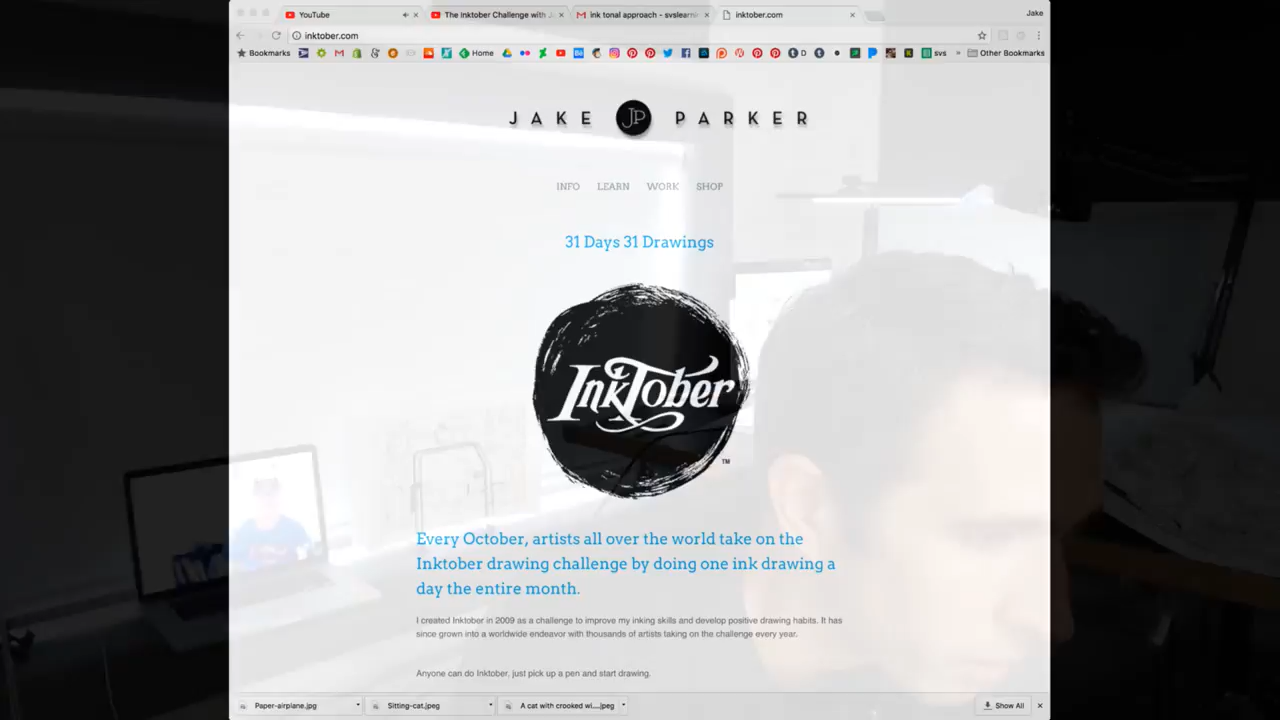 YouTube
The Inktober Challenge with J
ink tonal approach - svslearni
inktober.com
Jake
inktober.com
Bookmarks
Home
D
svs
»
Other Bookmarks
JAKE JP PARKER
INFO LEARN WORK SHOP
31 Days 31 Drawings
InkTober
TM
Every October, artists all over the world take on the
Inktober drawing challenge by doing one ink drawing a
day the entire month.
I created Inktober in 2009 as a challenge to improve my inking skills and develop positive drawing habits. It has
since grown into a worldwide endeavor with thousands of artists taking on the challenge every year.
Anyone can do Inktober, just pick up a pen and start drawing.
Paper-airplane.jpg
Sitting-cat.jpeg
A cat with crooked wi....jpeg
Show All